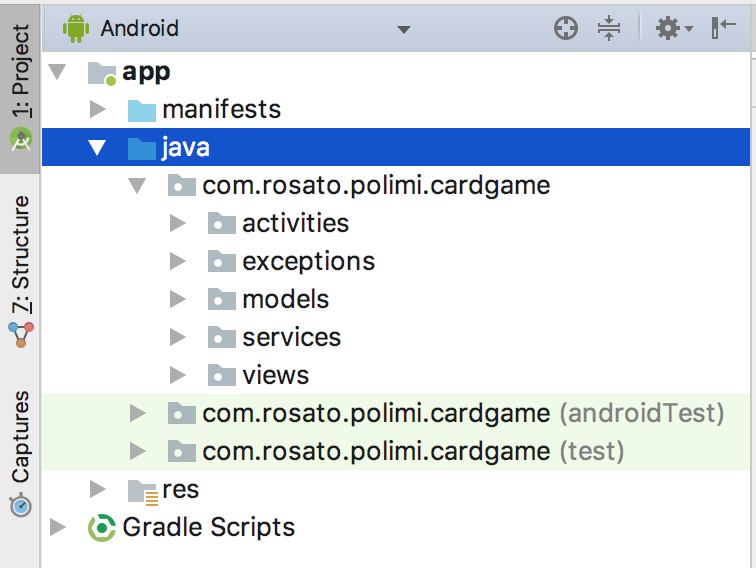 Android
1: Project
7: Structure
Captures
app
manifests
java
com.rosato.polimi.cardgame
activities
exceptions
models
services
views
com.rosato.polimi.cardgame (androidTest)
com.rosato.polimi.cardgame (test)
res
Gradle Scripts